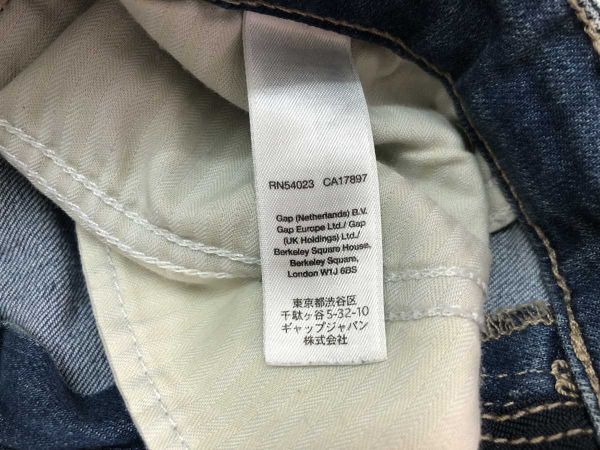 RN54023 CA17897
Gap (Netherlands) B.V.
Gap Europe Ltd./ Gap
(UK Holdings) Ltd./
Berkeley Square House,
Berkeley Square,
London W1J 6BS
東京都渋谷区
千駄ヶ谷5-32-10
ギャップジャパン
株式会社